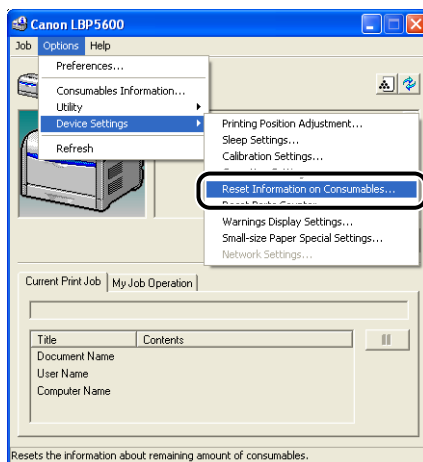 Canon LBP5600
Job Options Help
Preferences...
Consumables Information...
Utility
Device Settings
Refresh
Printing Position Adjustment...
Sleep Settings...
Calibration Settings...
Reset Information on Consumables...
Warnings Display Settings...
Small-size Paper Special Settings...
Network Settings...
Current Print Job My Job Operation
Title Contents
Document Name
User Name
Computer Name
Resets the information about remaining amount of consumables.